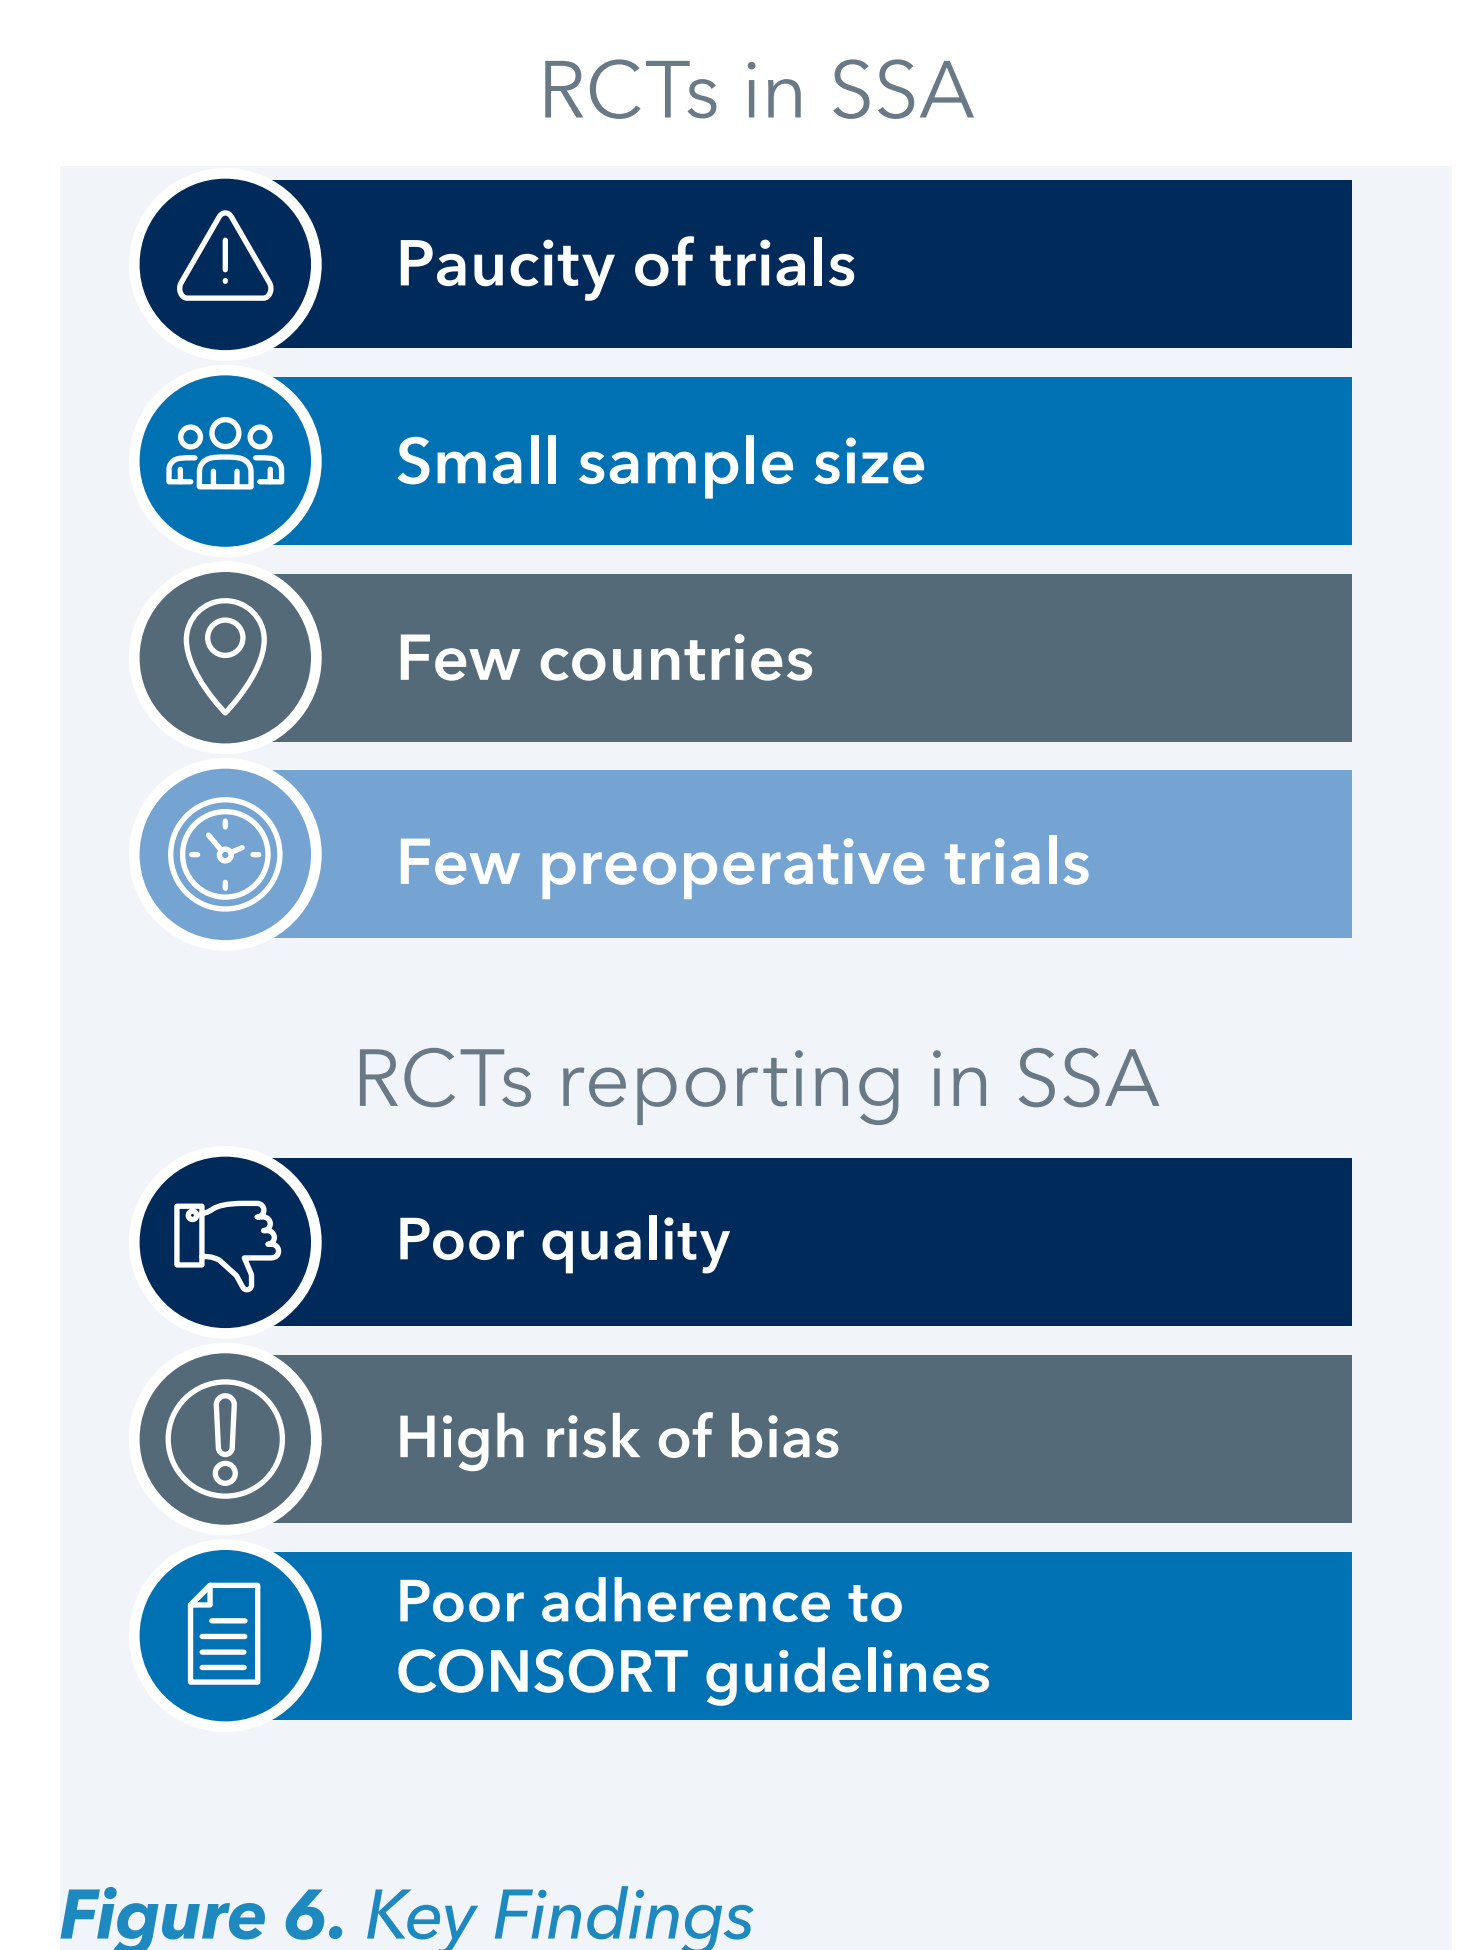 RCTs in SSA
Paucity of trials
Small sample size
Few countries
Few preoperative trials
RCTs reporting in SSA
Poor quality
High risk of bias
Poor adherence to
CONSORT guidelines
Figure 6. Key Findings